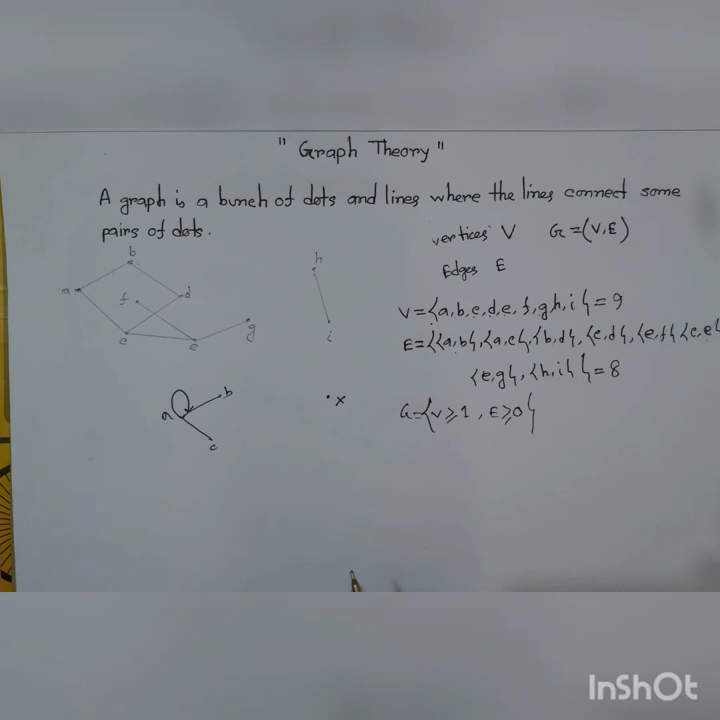 " Graph Theory "
A graph is a bunch of dots and lines where the lines connect some
pairs of dots.
vertices V G=(V,E)
Edges E
V={a,b,c,d,e,f,g,h,i}=9
E={{a,b},{a,c},{b,d},{c,d},{e,f},{c,e}
{e,g},{h,i}}=8
G={V≥1, E≥0}
b
a
f
d
c
e
g
h
i
a
b
c
x
InShOt